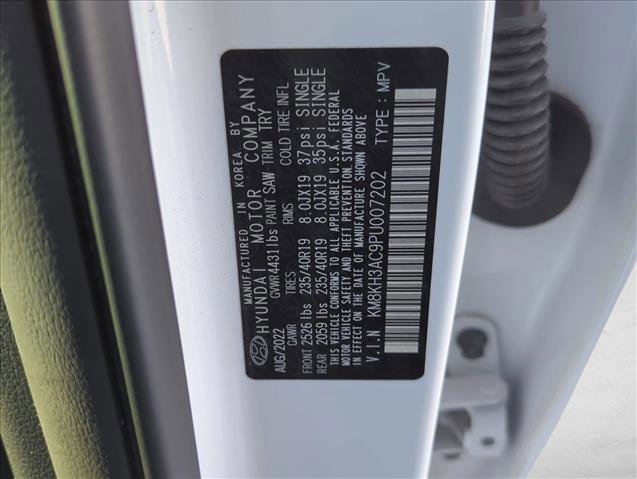 MANUFACTURED IN KOREA BY
HYUNDAI MOTOR COMPANY
AUG/2022 GVWR 4431lbs PAINT SAW TRIM TRY
GAWR TIRES RIMS COLD TIRE INFL
FRONT 2526lbs 235/40R19 8.0JX19 37psi SINGLE
REAR 2059lbs 235/40R19 8.0JX19 35psi SINGLE
THIS VEHICLE CONFORMS TO ALL APPLICABLE U.S.A. FEDERAL
MOTOR VEHICLE SAFETY, BUMPER, AND THEFT PREVENTION STANDARDS
IN EFFECT ON THE DATE OF MANUFACTURE SHOWN ABOVE
V.I.N KM8KH3AC9PU007202 TYPE : MPV